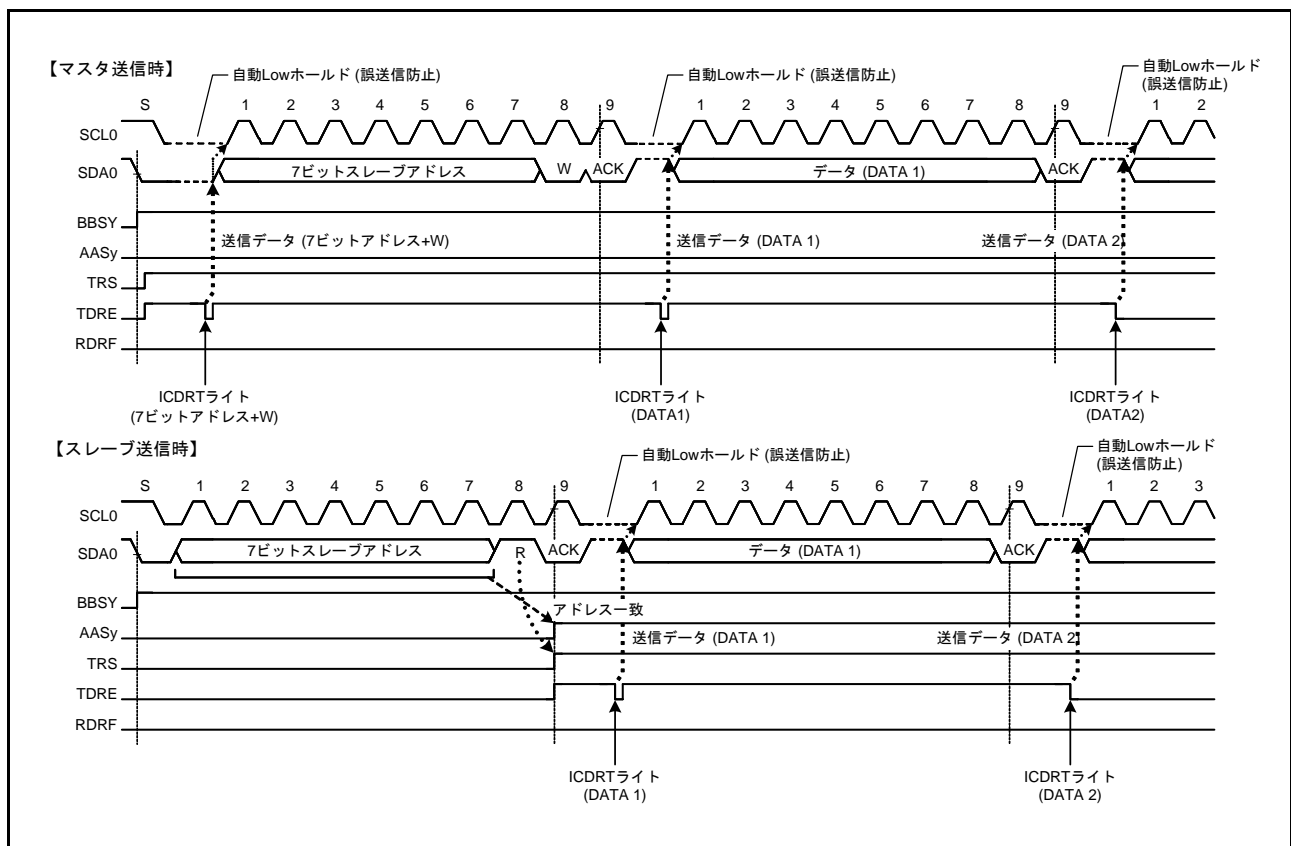 【マスタ送信時】
自動Lowホールド (誤送信防止)
自動Lowホールド (誤送信防止)
自動Lowホールド
(誤送信防止)
S 1 2 3 4 5 6 7 8 9 1 2 3 4 5 6 7 8 9 1 2
SCL0
SDA0 7ビットスレーブアドレス W ACK データ (DATA 1) ACK
BBSY
送信データ (7ビットアドレス+W) 送信データ (DATA 1) 送信データ (DATA 2)
AASy
TRS
TDRE
RDRF
ICDRTライト
(7ビットアドレス+W)
ICDRTライト
(DATA1)
ICDRTライト
(DATA2)
【スレーブ送信時】
自動Lowホールド (誤送信防止)
自動Lowホールド
(誤送信防止)
S 1 2 3 4 5 6 7 8 9 1 2 3 4 5 6 7 8 9 1 2 3
SCL0
SDA0 7ビットスレーブアドレス R ACK データ (DATA 1) ACK
BBSY
アドレス一致
AASy
送信データ (DATA 1) 送信データ (DATA 2)
TRS
TDRE
RDRF
ICDRTライト
(DATA 1)
ICDRTライト
(DATA 2)